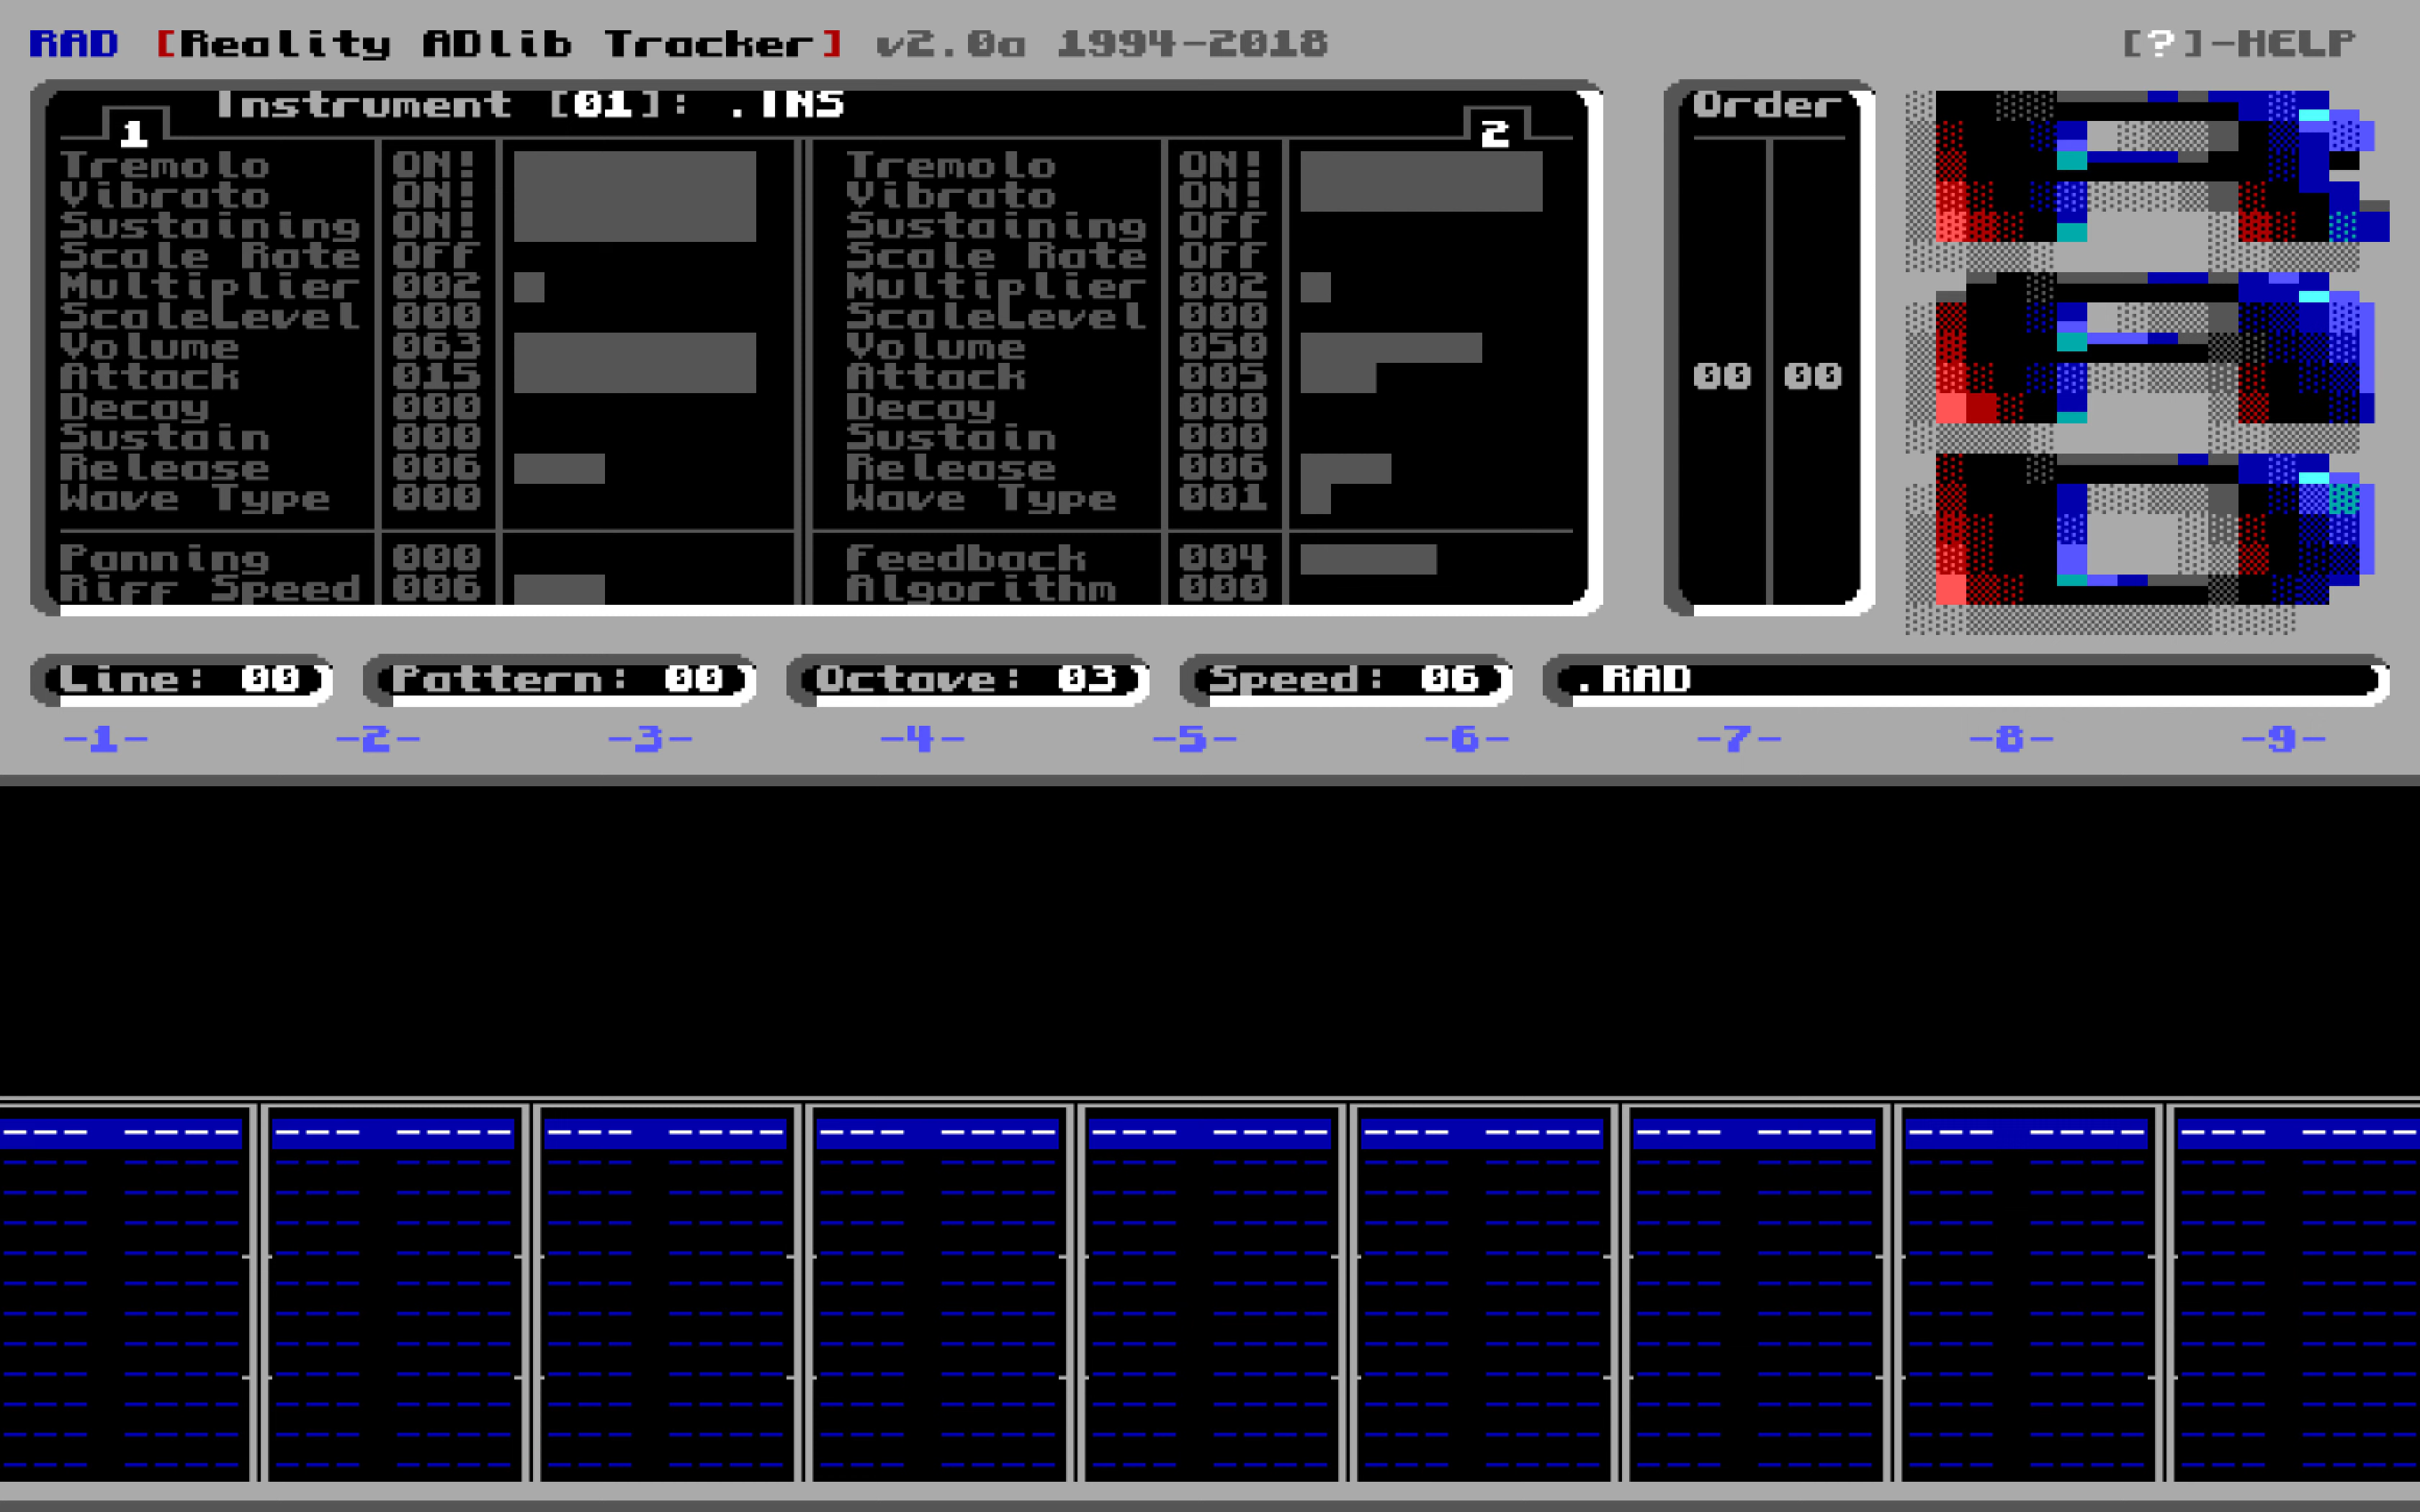 RAD [Reality ADlib Tracker] v2.0a 1994-2018 [?]-HELP
Instrument [01]: .INS
Order
1 2
Tremolo ON! Tremolo ON!
Vibrato ON! Vibrato ON!
Sustaining ON! Sustaining OFF
Scale Rate OFF Scale Rate OFF
Multiplier 002 Multiplier 002
ScaleLevel 000 ScaleLevel 000
Volume 063 Volume 050
Attack 015 Attack 005 00 00
Decay 000 Decay 000
Sustain 000 Sustain 000
Release 006 Release 006
Wave Type 000 Wave Type 001
Panning 000 Feedback 004
Riff Speed 006 Algorithm 000
RAD
Line: 00 Pattern: 00 Octave: 03 Speed: 06 .RAD
-1- -2- -3- -4- -5- -6- -7- -8- -9-